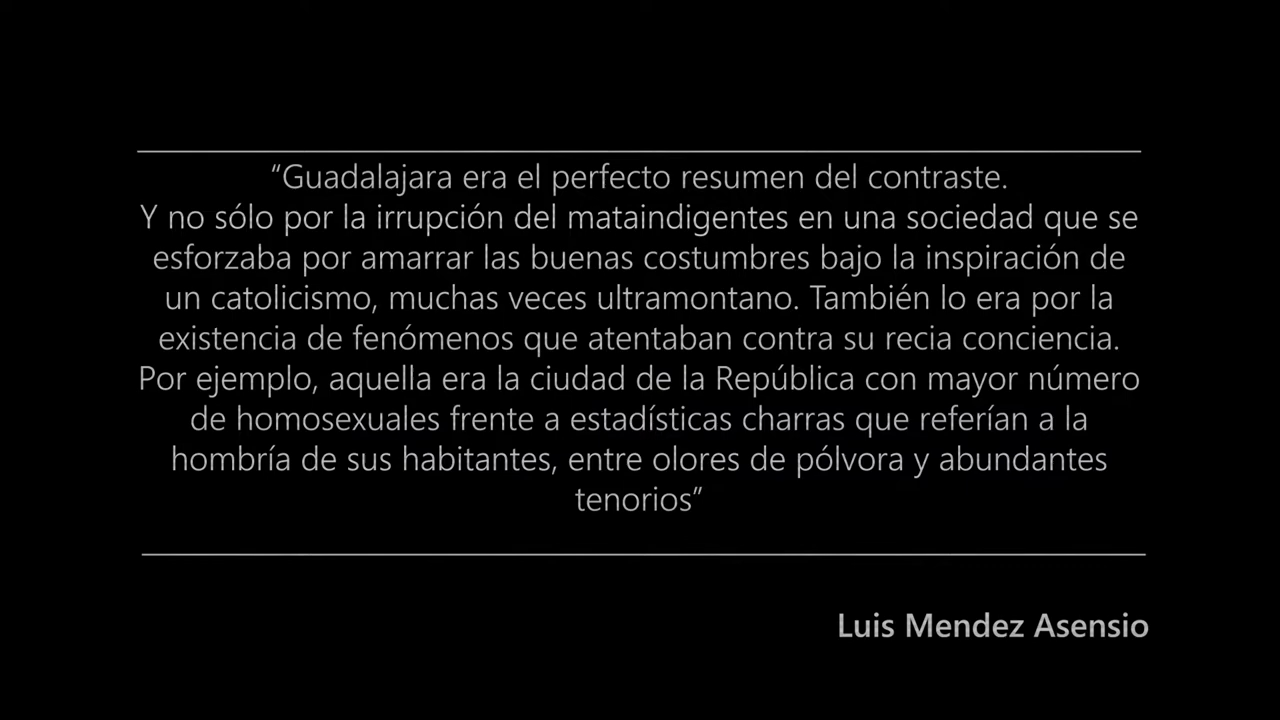 “Guadalajara era el perfecto resumen del contraste.
Y no sólo por la irrupción del mataindigentes en una sociedad que se
esforzaba por amarrar las buenas costumbres bajo la inspiración de
un catolicismo, muchas veces ultramontano. También lo era por la
existencia de fenómenos que atentaban contra su recia conciencia.
Por ejemplo, aquella era la ciudad de la República con mayor número
de homosexuales frente a estadísticas charras que referían a la
hombría de sus habitantes, entre olores de pólvora y abundantes
tenorios”
Luis Mendez Asensio